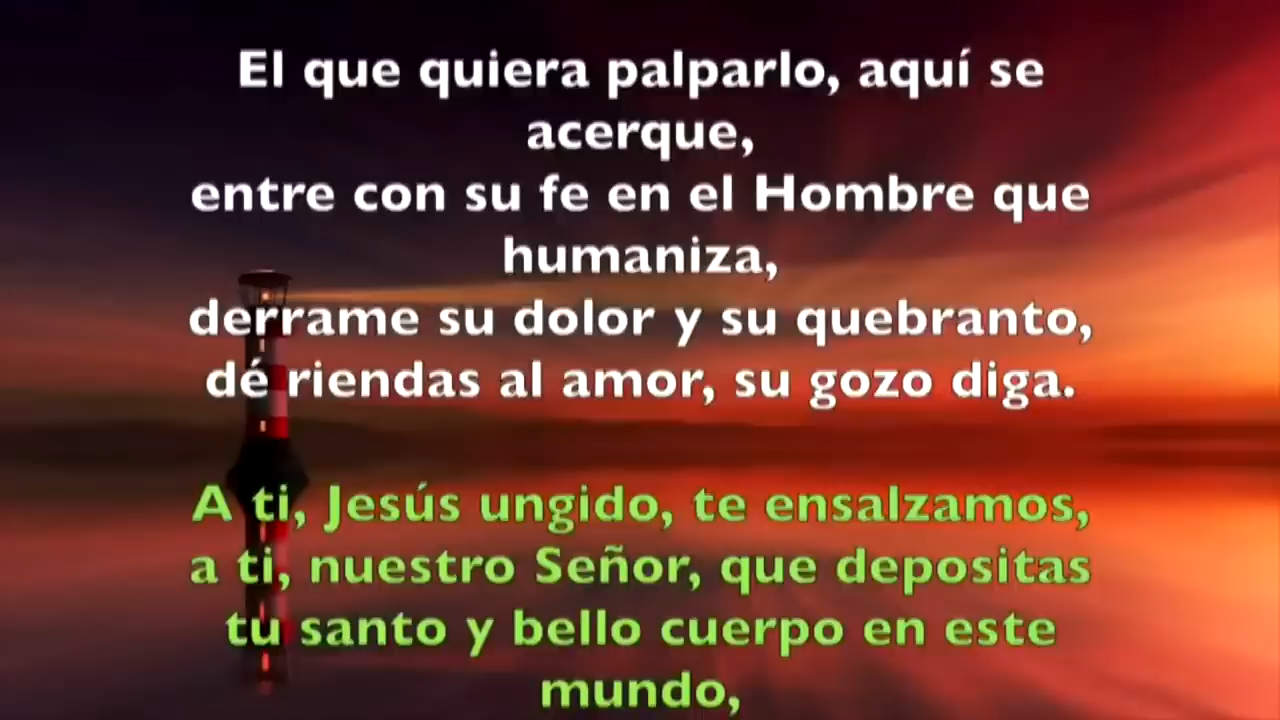 El que quiera palparlo, aquí se
acerque,
entre con su fe en el Hombre que
humaniza,
derrame su dolor y su quebranto,
dé riendas al amor, su gozo diga.
A ti, Jesús ungido, te ensalzamos,
a ti, nuestro Señor, que depositas
tu santo y bello cuerpo en este
mundo,